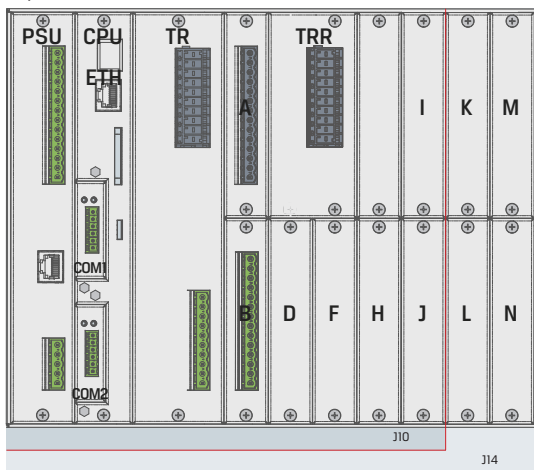 PSU CPU TR TRR
ETH
A I K M
COM1
B D F H J L N
COM2
J10
J14